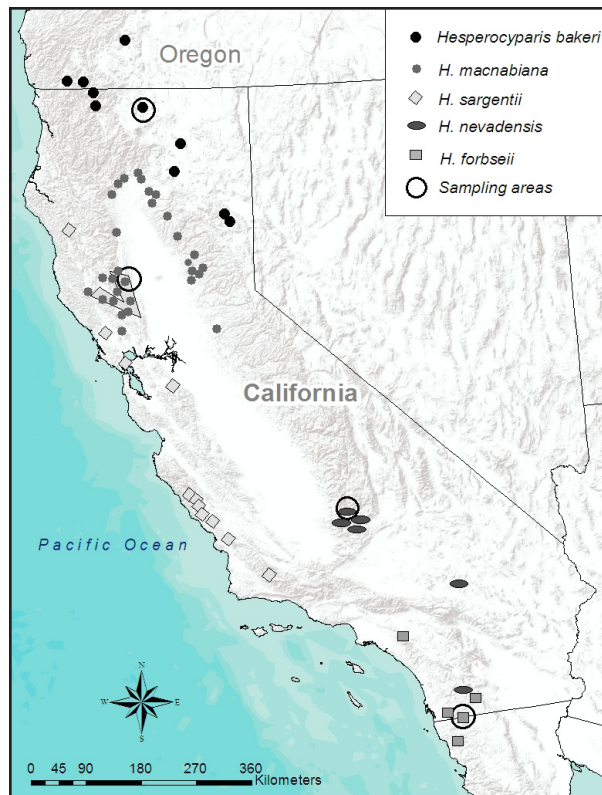 Oregon
Hesperocyparis bakeri
H. macnabiana
H. sargentii
H. nevadensis
H. forbseii
Sampling areas
California
Pacific Ocean
N
W E
S
0 45 90 180 270 360
Kilometers